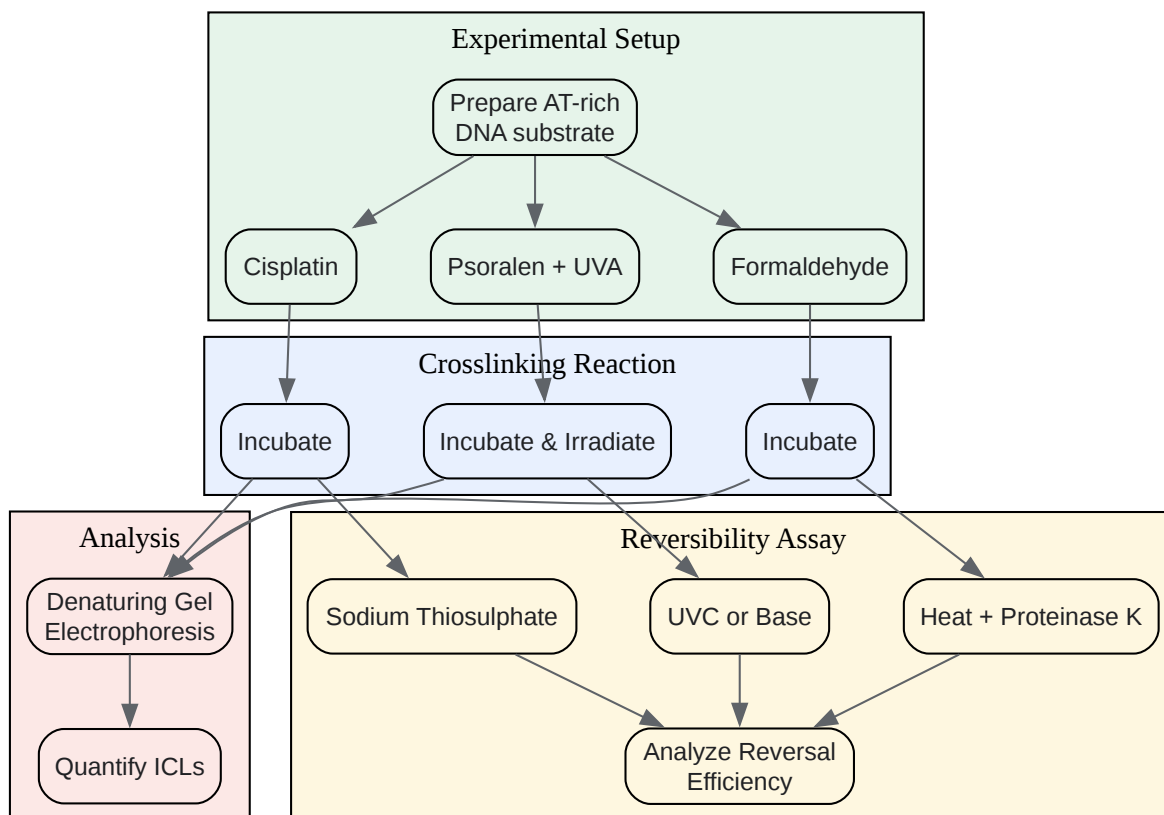 Experimental Setup
Prepare AT-rich
DNA substrate
Cisplatin
Psoralen + UVA
Formaldehyde
Crosslinking Reaction
Incubate
Incubate & Irradiate
Incubate
Analysis
Reversibility Assay
Denaturing Gel
Electrophoresis
Sodium Thiosulphate
UVC or Base
Heat + Proteinase K
Quantify ICLs
Analyze Reversal
Efficiency